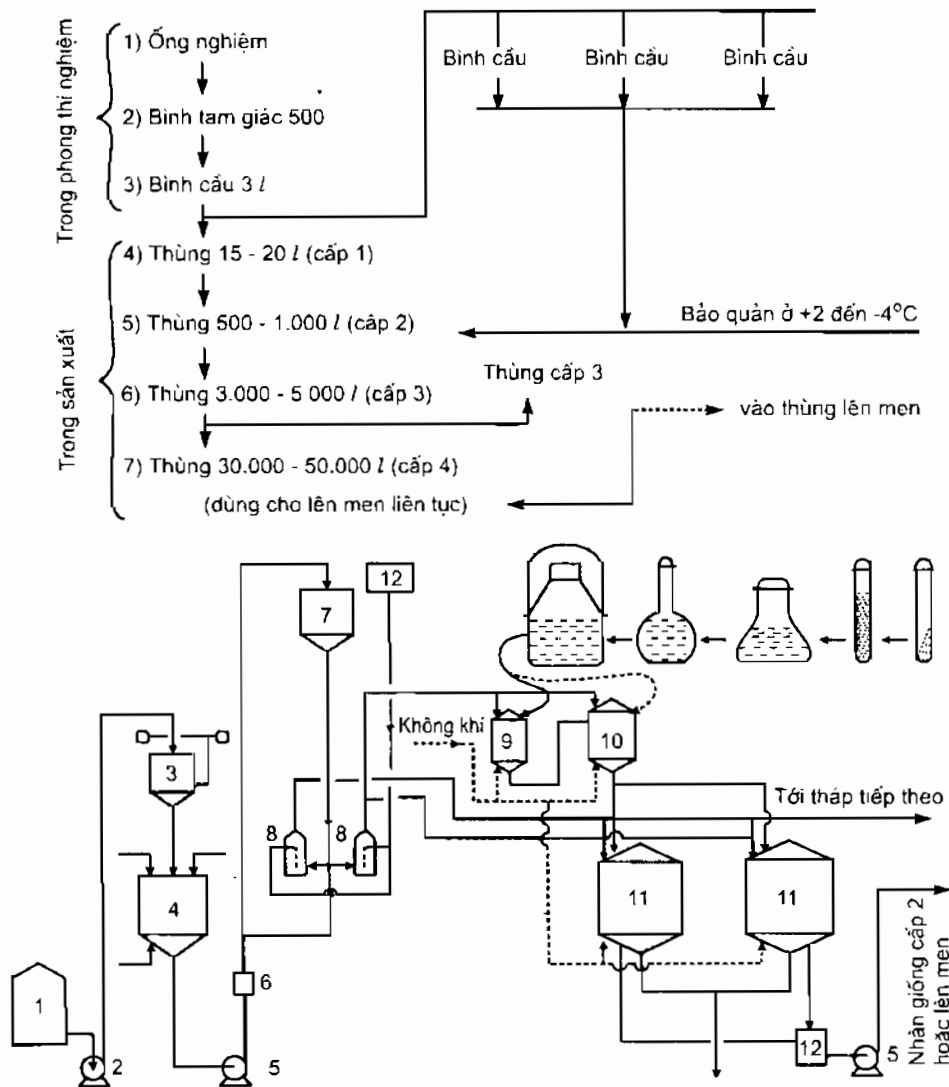 Trong phong thí nghiệm
1) Ống nghiệm
2) Bình tam giác 500
3) Bình cầu 3 l
Bình cầu
Bình cầu
Bình cầu
Trong sản xuất
4) Thùng 15 - 20 l (cấp 1)
5) Thùng 500 - 1.000 l (câp 2)
Bảo quản ở +2 đến -4°C
6) Thùng 3.000 - 5 000 l (cấp 3)
Thùng cấp 3
vào thùng lên men
7) Thùng 30.000 - 50.000 l (cấp 4)
(dùng cho lên men liên tục)
7
12
Không khí
9
10
3
Tới tháp tiếp theo
8
8
4
11
11
6
1
2
5
12
5
Nhân giống cấp 2
hoặc lên men